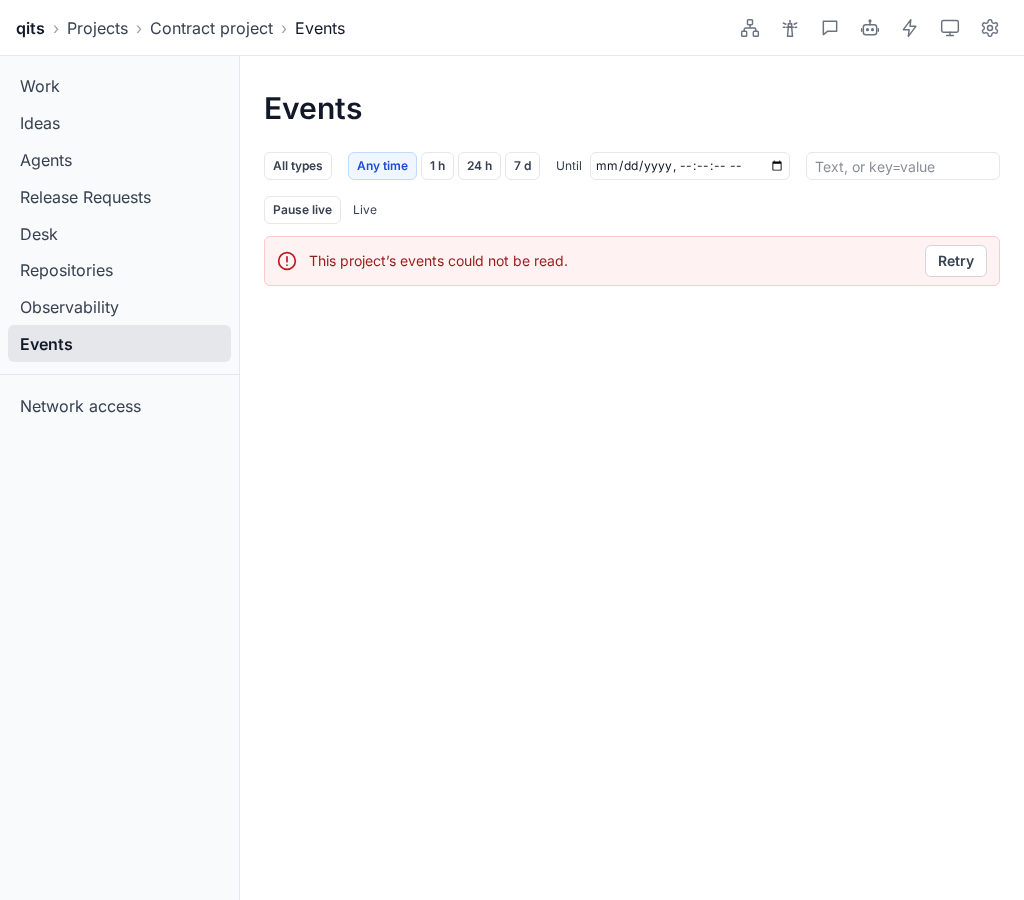 qits › Projects › Contract project › Events
Work
Ideas
Agents
Release Requests
Desk
Repositories
Observability
Events
Network access
Events
All types Any time 1 h 24 h 7 d Until mm/dd/yyyy, --:--:-- -- Text, or key=value
Pause live Live
This project’s events could not be read. Retry